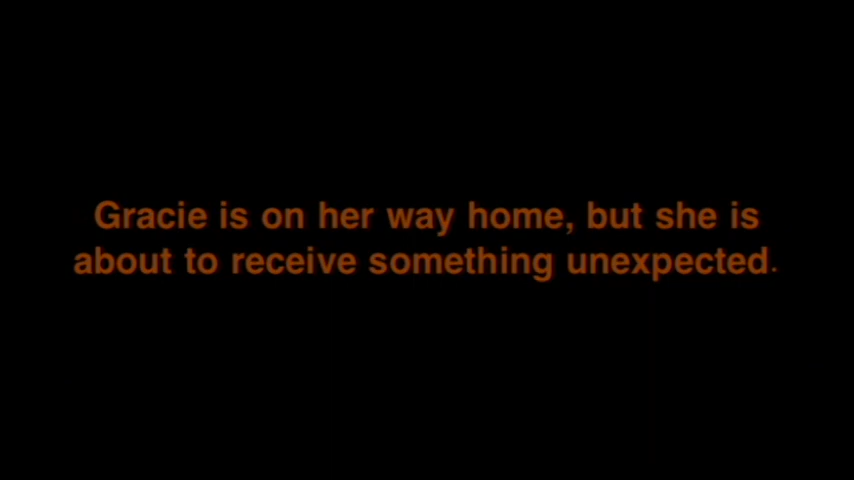 Gracie is on her way home, but she is
about to receive something unexpected.